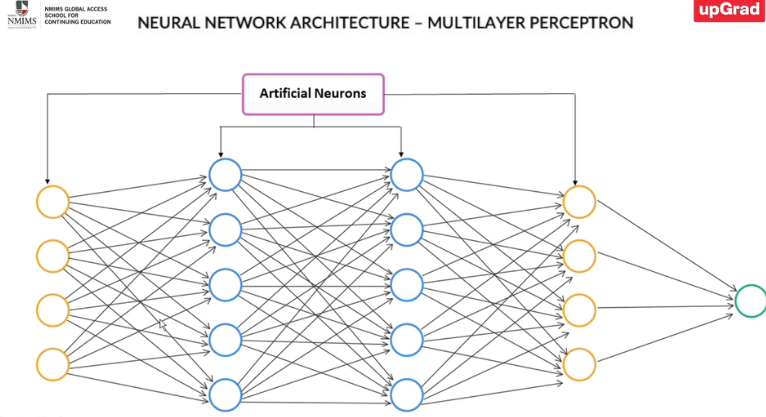 NMIMS
NMIMS GLOBAL ACCESS
SCHOOL FOR
CONTINUING EDUCATION
NEURAL NETWORK ARCHITECTURE – MULTILAYER PERCEPTRON
upGrad
Artificial Neurons